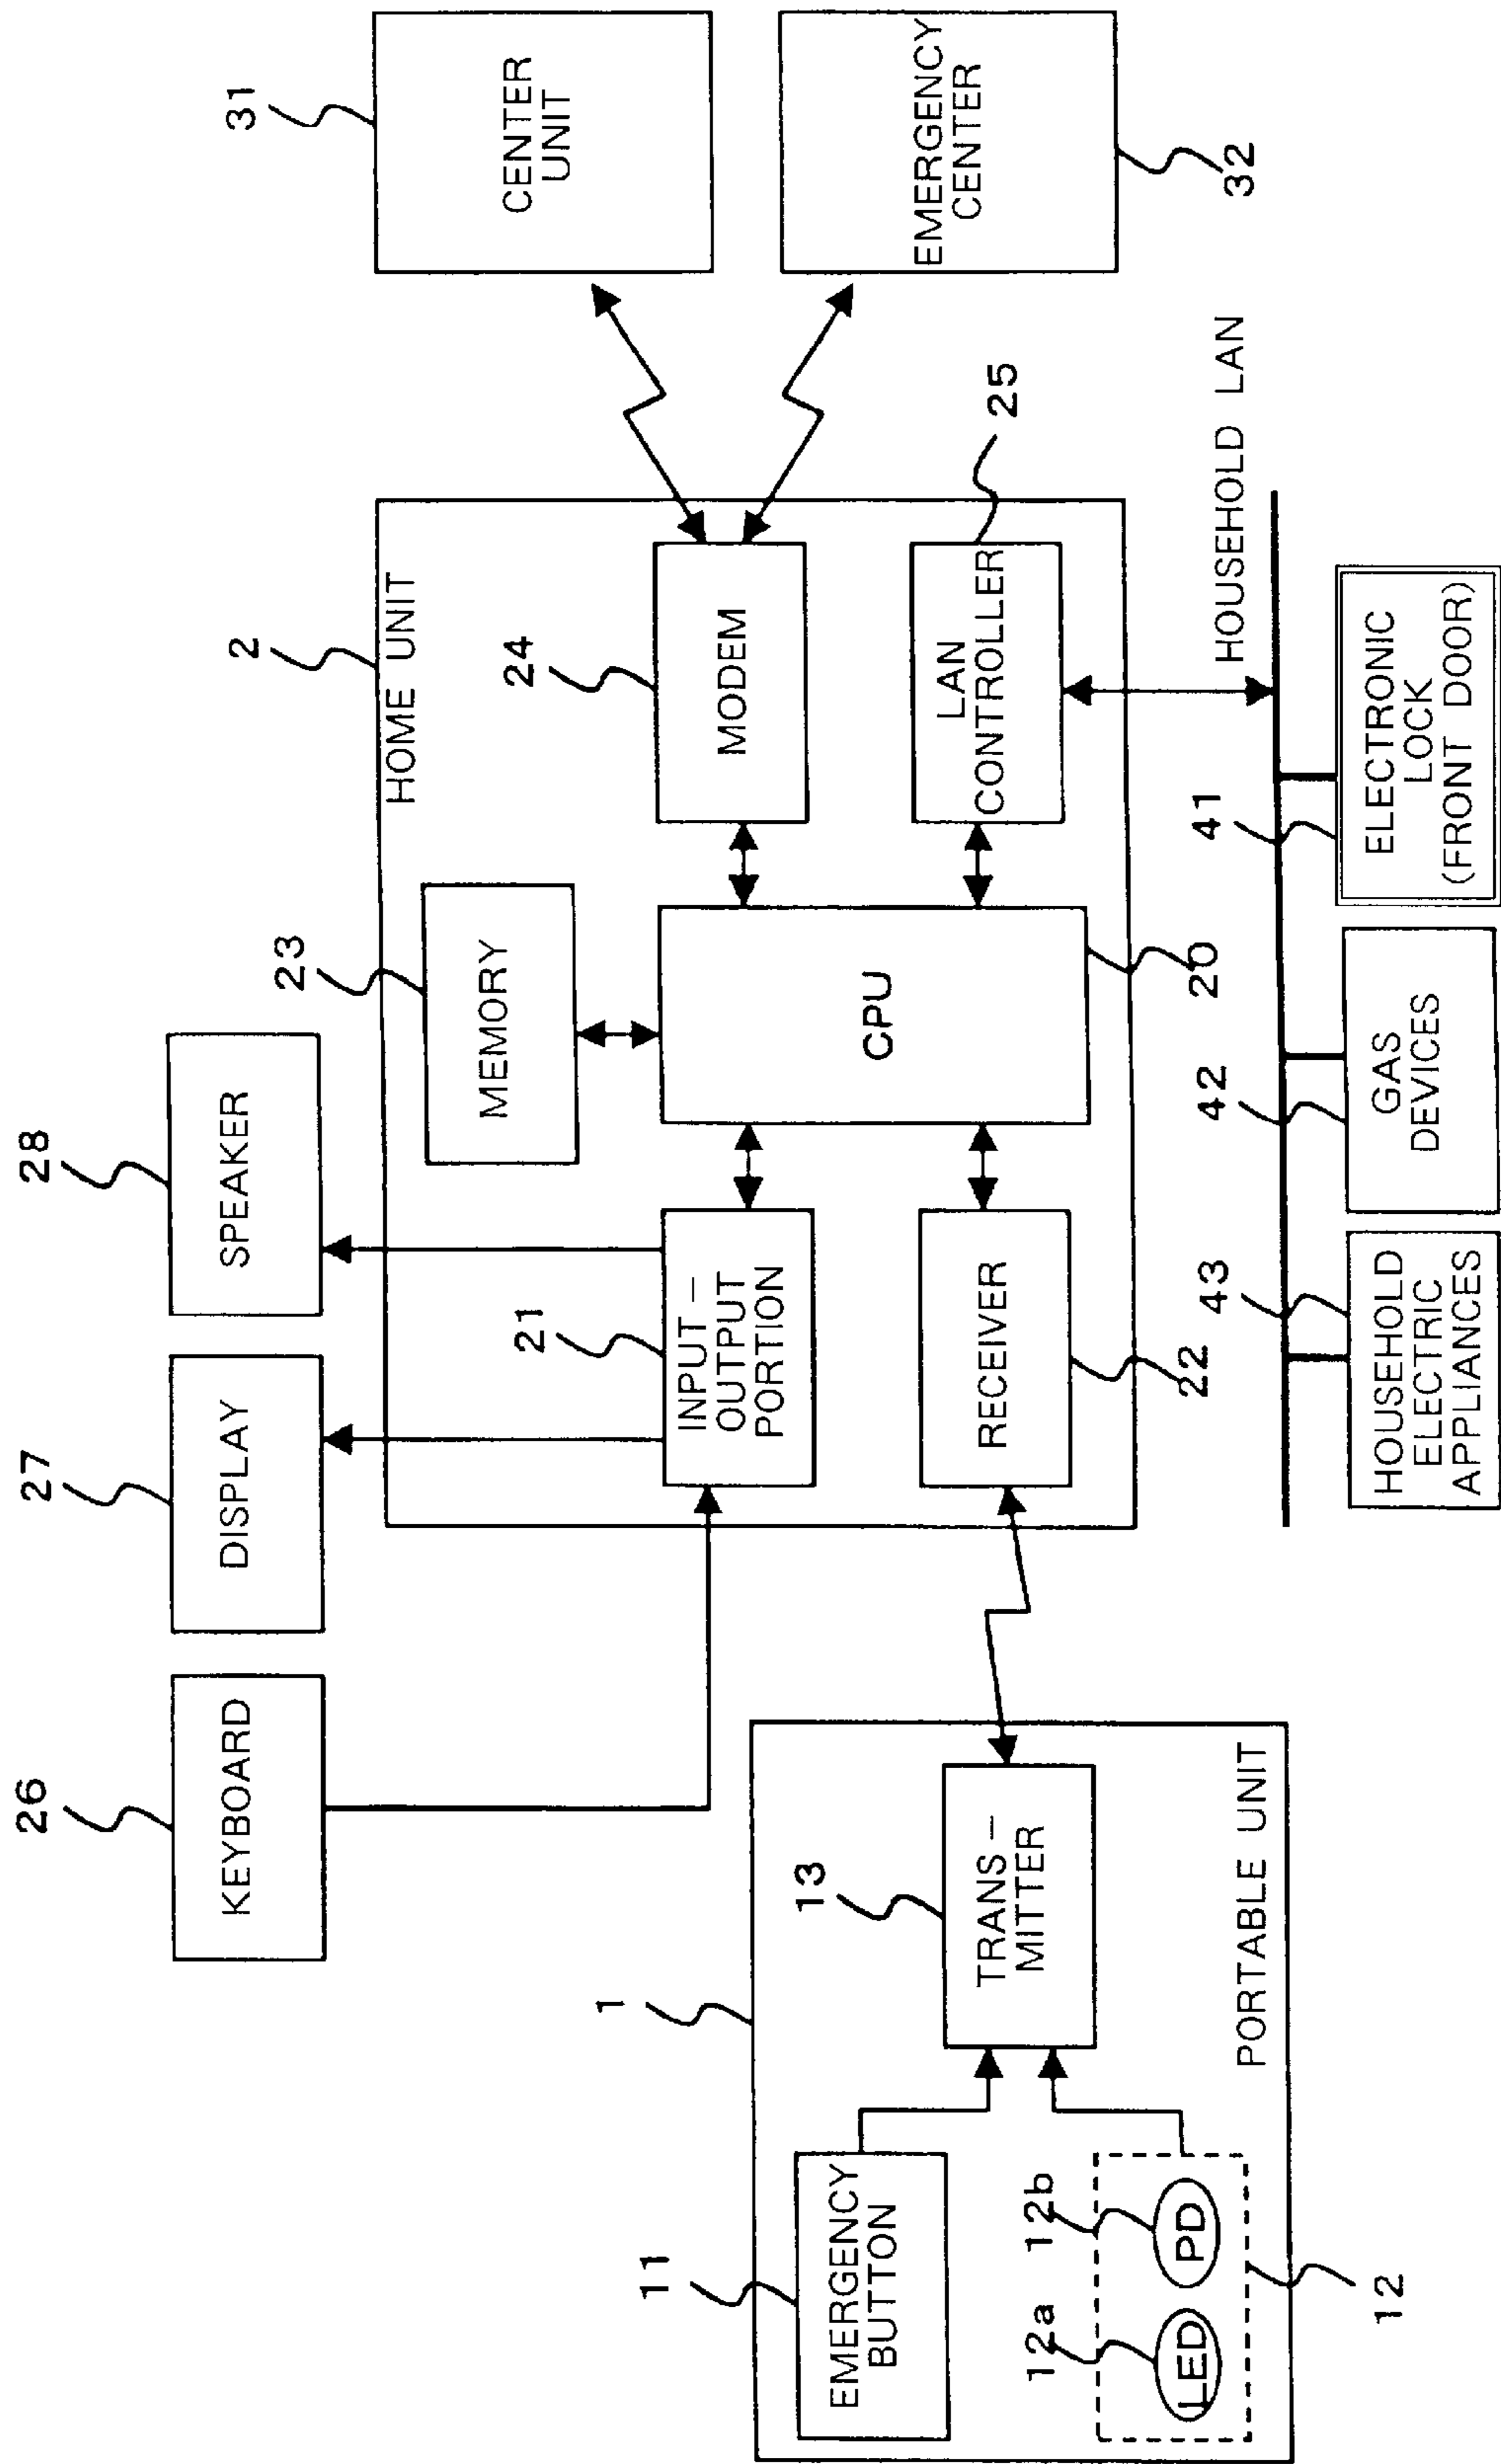 26
KEYBOARD
27
DISPLAY
28
SPEAKER
31
CENTER
UNIT
EMERGENCY
CENTER
32
2
HOME UNIT
23
MEMORY
24
MODEM
21
INPUT-
OUTPUT
PORTION
CPU
20
25
LAN
CONTROLLER
RECEIVER
22
1
11
EMERGENCY
BUTTON
13
TRANS-
MITTER
12a
LED
12b
PD
12
PORTABLE UNIT
HOUSEHOLD LAN
43
HOUSEHOLD
ELECTRIC
APPLIANCES
42
GAS
DEVICES
41
ELECTRONIC
LOCK
(FRONT DOOR)